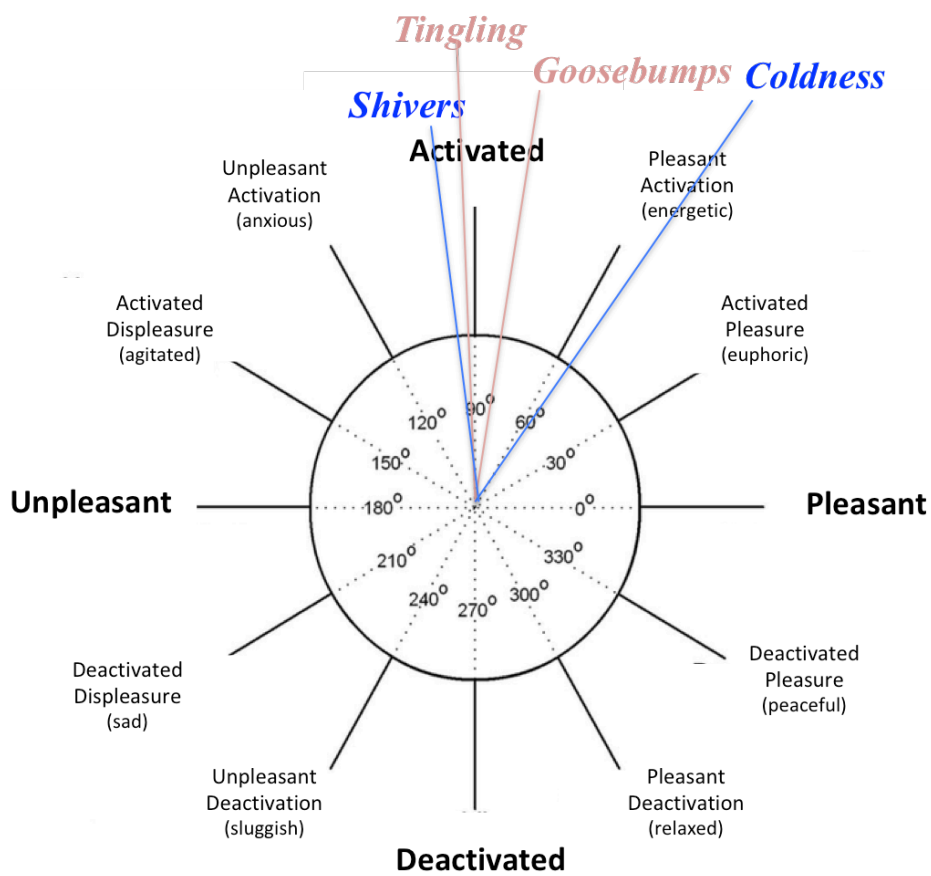 Tingling
Goosebumps
Coldness
Shivers
Activated
Unpleasant
Activation
(anxious)
Pleasant
Activation
(energetic)
Activated
Displeasure
(agitated)
Activated
Pleasure
(euphoric)
90°
120°
60°
150°
30°
Unpleasant
180°
0°
Pleasant
210°
330°
240°
270°
300°
Deactivated
Displeasure
(sad)
Deactivated
Pleasure
(peaceful)
Unpleasant
Deactivation
(sluggish)
Pleasant
Deactivation
(relaxed)
Deactivated